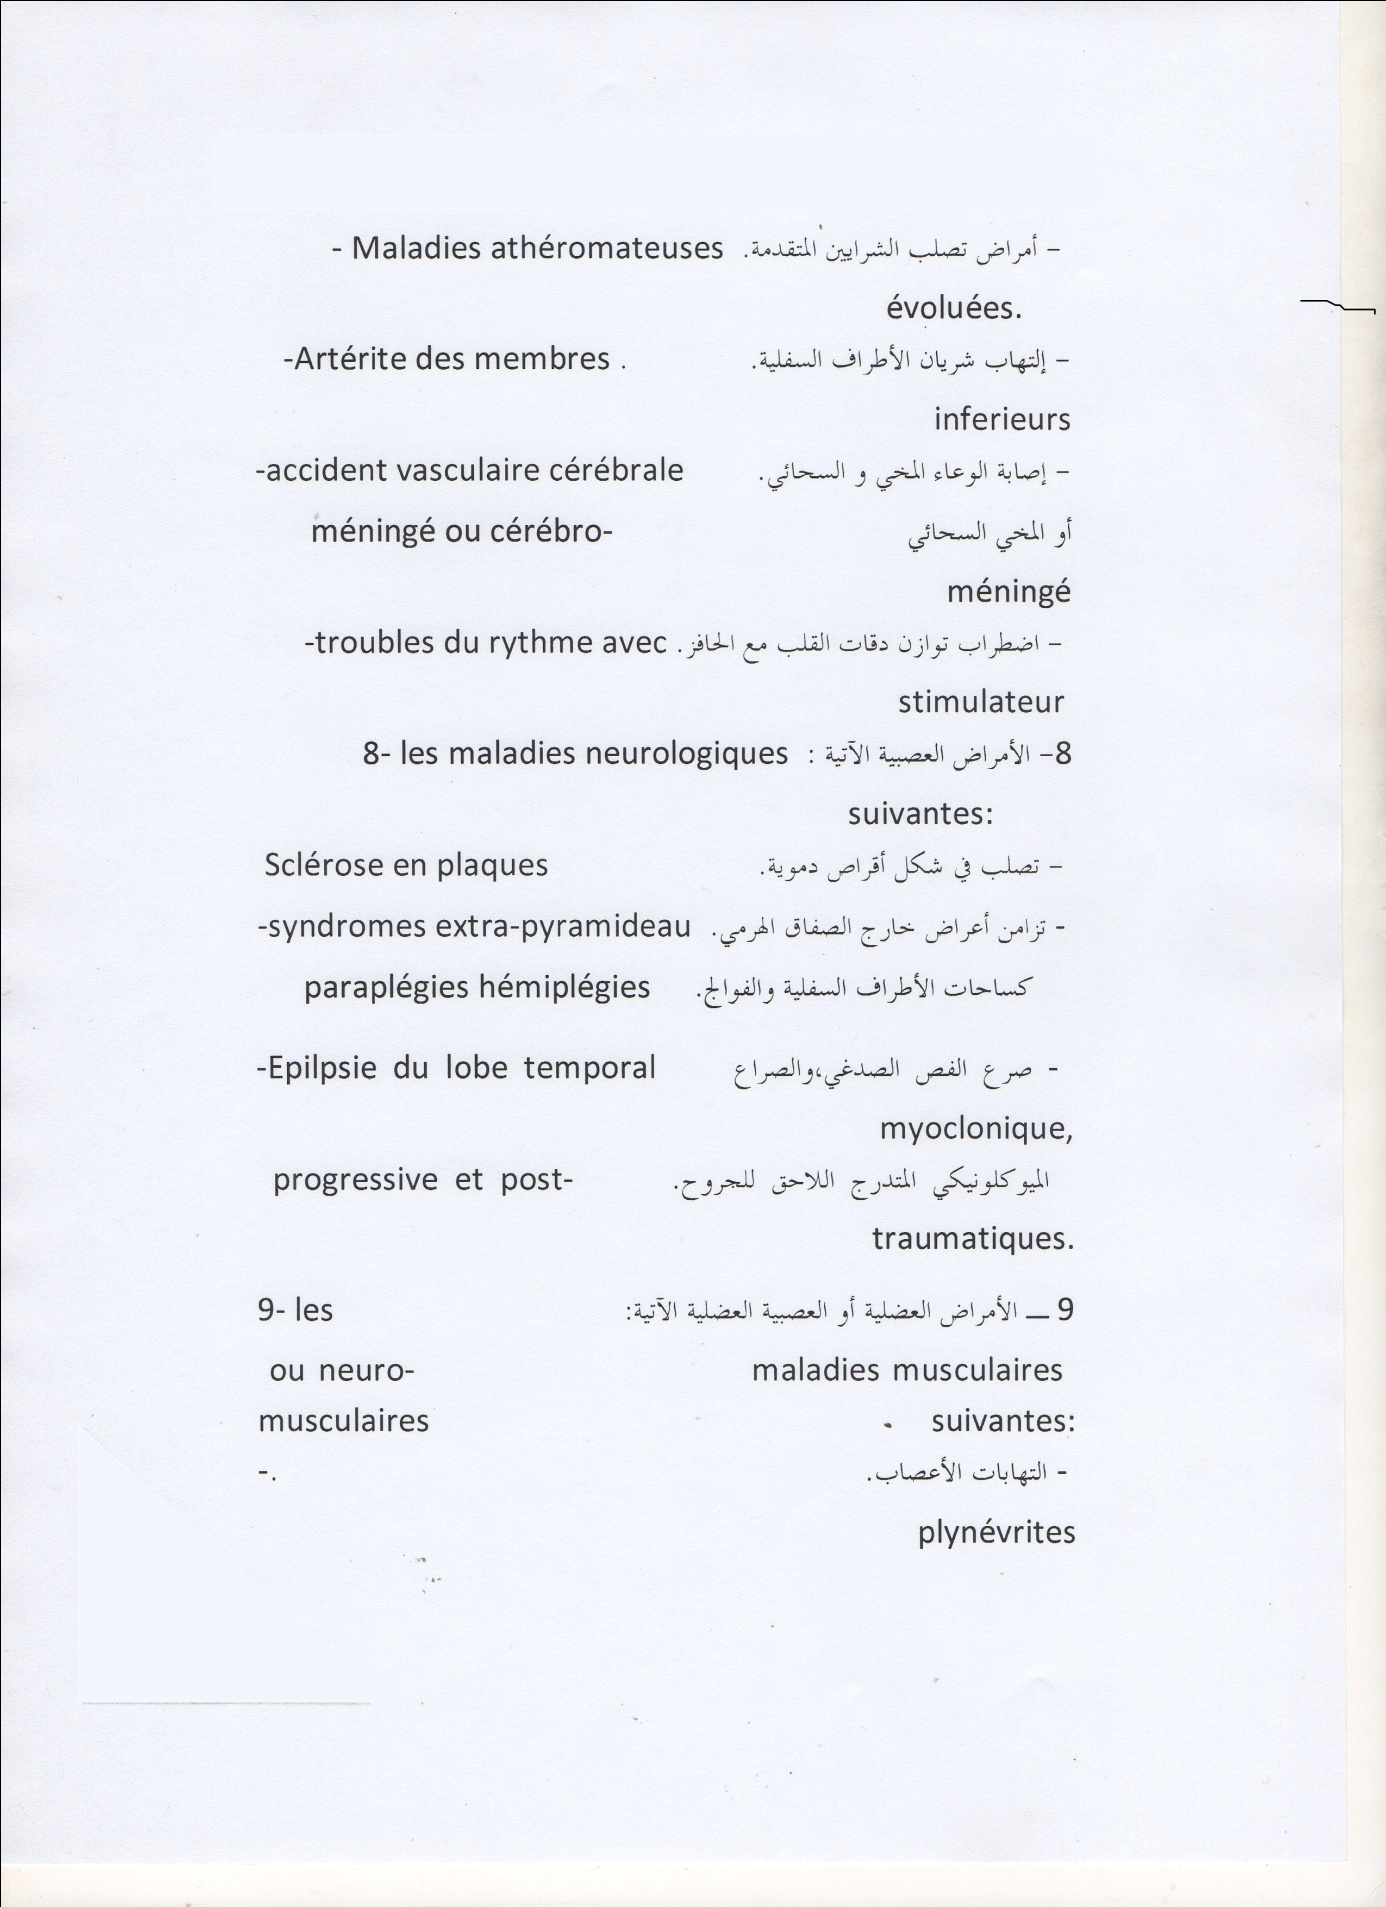 - Maladies athéromateuses – أمراض تصلب الشرايين المتقدمة.
évoluées.
-Artérite des membres . – إلتهاب شريان الأطراف السفلية.
inferieurs
-accident vasculaire cérébrale – إصابة الوعاء المخي و السحائي.
méningé ou cérébro- أو المخي السحائي
méningé
-troubles du rythme avec – اضطراب توازن دقات القلب مع الحافز.
stimulateur
8- les maladies neurologiques 8– الأمراض العصبية الآتية :
suivantes:
Sclérose en plaques – تصلب في شكل أقراص دموية.
-syndromes extra-pyramideau - تزامن أعراض خارج الصفاق الهرمي.
paraplégies hémiplégies كساحات الأطراف السفلية والفوالج.
-Epilpsie du lobe temporal - صرع الفص الصدغي،والصراع
myoclonique,
progressive et post- الميوكلونيكي المتدرج اللاحق للجروح.
traumatiques.
9- les 9 — الأمراض العضلية أو العصبية العضلية الآتية:
ou neuro- maladies musculaires
musculaires suivantes:
-. - التهابات الأعصاب.
plynévrites